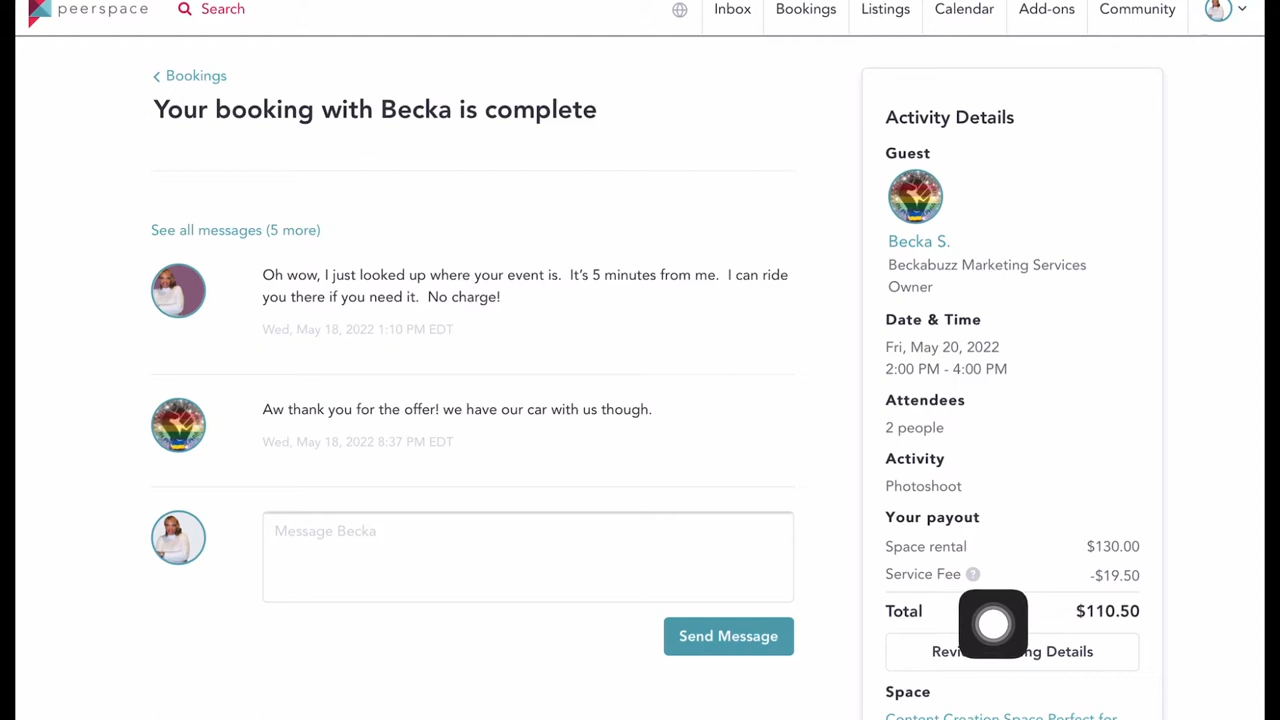 peerspace
Search
Inbox
Bookings
Listings
Calendar
Add-ons
Community
Bookings
Your booking with Becka is complete
See all messages (5 more)
Oh wow, I just looked up where your event is. It's 5 minutes from me. I can ride
you there if you need it. No charge!
Wed, May 18, 2022 1:10 PM EDT
Aw thank you for the offer! we have our car with us though.
Wed, May 18, 2022 8:37 PM EDT
Message Becka
Send Message
Activity Details
Guest
Becka S.
Beckabuzz Marketing Services
Owner
Date & Time
Fri, May 20, 2022
2:00 PM - 4:00 PM
Attendees
2 people
Activity
Photoshoot
Your payout
Space rental $130.00
Service Fee ? -$19.50
Total $110.50
Details
Space
Content Creation Space Perfect for